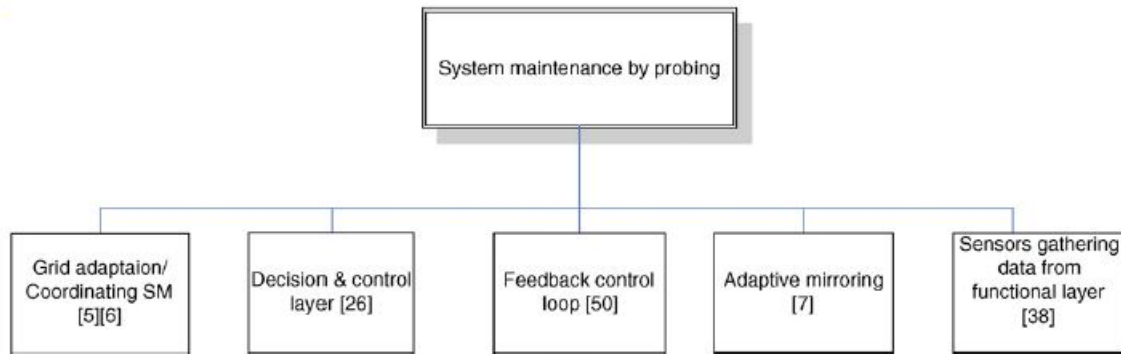 System maintenance by probing
Grid adaptaion/
Coordinating SM
[5][6]
Decision & control
layer [26]
Feedback control
loop [50]
Adaptive mirroring
[7]
Sensors gathering
data from
functional layer
[38]